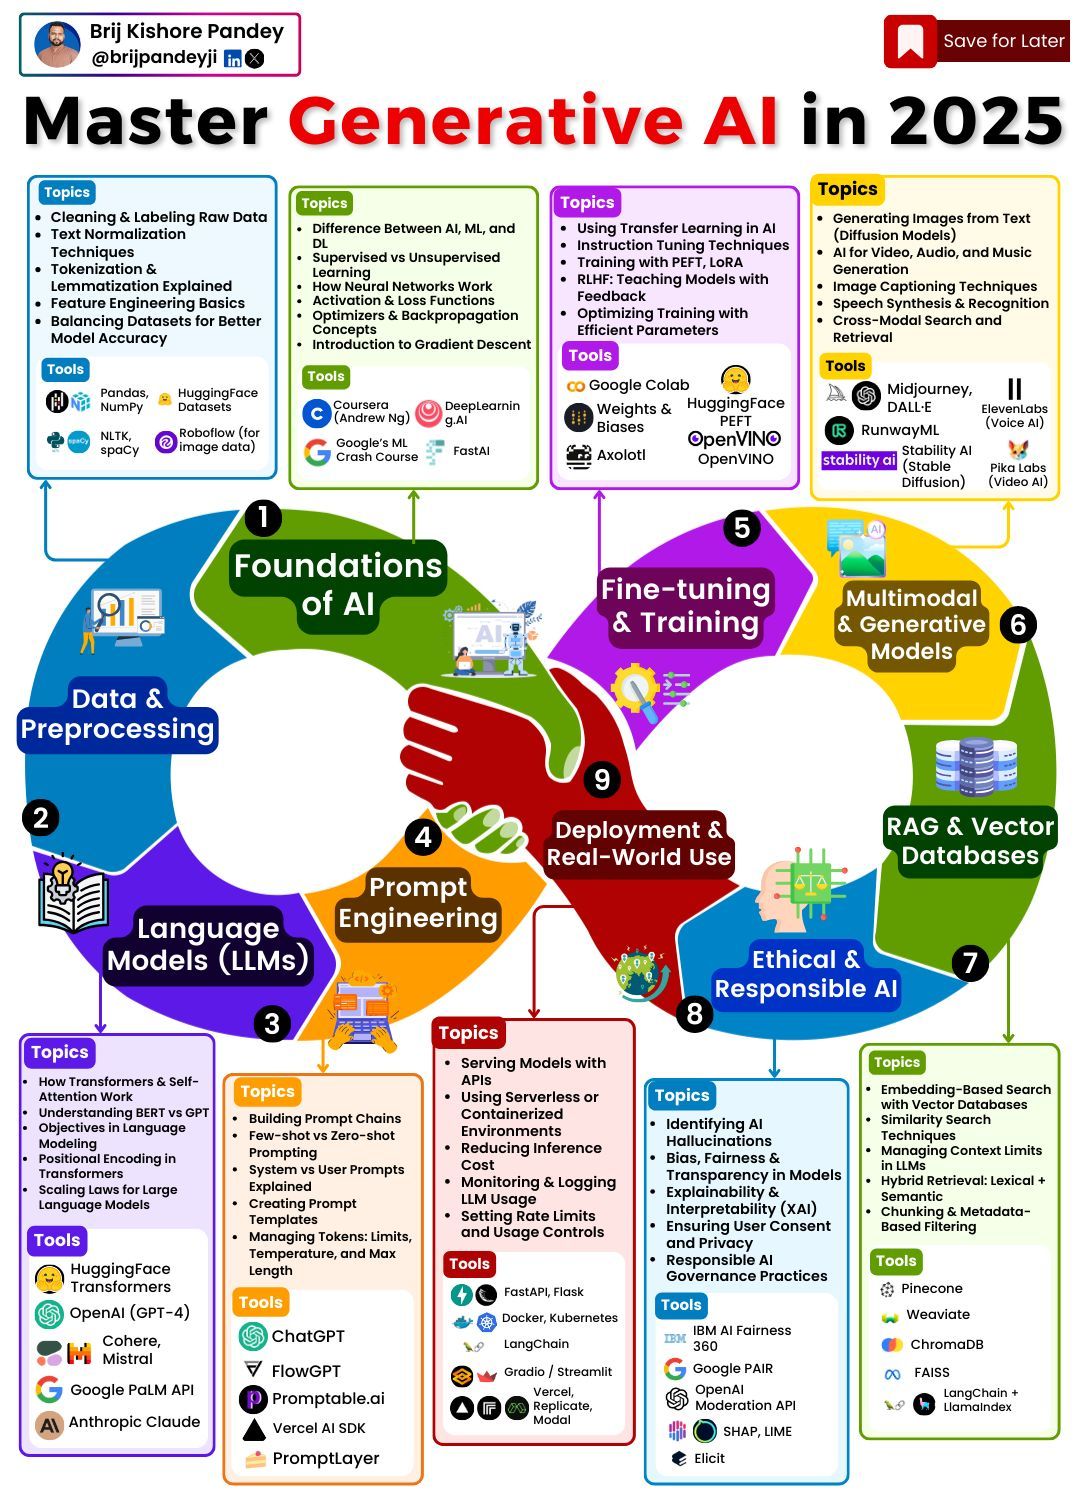 Brij Kishore Pandey
@brijpandeyji in X
Save for Later
Master Generative AI in 2025
Topics
• Cleaning & Labeling Raw Data
• Text Normalization
Techniques
• Tokenization &
Lemmatization Explained
• Feature Engineering Basics
• Balancing Datasets for Better
Model Accuracy
Tools
Pandas,
NumPy
HuggingFace
Datasets
spaCy
NLTK,
spaCy
Roboflow (for
image data)
Topics
• Difference Between AI, ML, and
DL
• Supervised vs Unsupervised
Learning
• How Neural Networks Work
• Activation & Loss Functions
• Optimizers & Backpropagation
Concepts
• Introduction to Gradient Descent
Tools
C
Coursera
(Andrew Ng)
DeepLearnin
g.AI
Google's ML
Crash Course
FastAI
Topics
• Using Transfer Learning in AI
• Instruction Tuning Techniques
• Training with PEFT, LoRA
• RLHF: Teaching Models with
Feedback
• Optimizing Training with
Efficient Parameters
Tools
Google Colab
Weights &
Biases
Axolotl
HuggingFace
PEFT
OpenVINO
OpenVINO
Topics
• Generating Images from Text
(Diffusion Models)
• AI for Video, Audio, and Music
Generation
• Image Captioning Techniques
• Speech Synthesis & Recognition
• Cross-Modal Search and
Retrieval
Tools
Midjourney,
DALL·E
RunwayML
stability ai
Stability AI
(Stable
Diffusion)
ElevenLabs
(Voice AI)
Pika Labs
(Video AI)
1
Foundations
of AI
AI
5
Fine-tuning
& Training
AI
Multimodal
& Generative
Models
6
Data &
Preprocessing
2
9
Deployment &
Real-World Use
4
Prompt
Engineering
RAG & Vector
Databases
Language
Models (LLMs)
3
Ethical &
Responsible AI
7
8
Topics
• How Transformers & Self-
Attention Work
• Understanding BERT vs GPT
• Objectives in Language
Modeling
• Positional Encoding in
Transformers
• Scaling Laws for Large
Language Models
Tools
HuggingFace
Transformers
OpenAI (GPT-4)
Cohere,
Mistral
Google PaLM API
Anthropic Claude
Topics
• Building Prompt Chains
• Few-shot vs Zero-shot
Prompting
• System vs User Prompts
Explained
• Creating Prompt
Templates
• Managing Tokens: Limits,
Temperature, and Max
Length
Tools
ChatGPT
FlowGPT
Promptable.ai
Vercel AI SDK
PromptLayer
Topics
• Serving Models with
APIs
• Using Serverless or
Containerized
Environments
• Reducing Inference
Cost
• Monitoring & Logging
LLM Usage
• Setting Rate Limits
and Usage Controls
Tools
FastAPI, Flask
Docker, Kubernetes
LangChain
Gradio / Streamlit
Vercel,
Replicate,
Modal
Topics
• Identifying AI
Hallucinations
• Bias, Fairness &
Transparency in Models
• Explainability &
Interpretability (XAI)
• Ensuring User Consent
and Privacy
• Responsible AI
Governance Practices
Tools
IBM
IBM AI Fairness
360
Google PAIR
OpenAI
Moderation API
SHAP, LIME
Elicit
Topics
• Embedding-Based Search
with Vector Databases
• Similarity Search
Techniques
• Managing Context Limits
in LLMs
• Hybrid Retrieval: Lexical +
Semantic
• Chunking & Metadata-
Based Filtering
Tools
Pinecone
Weaviate
ChromaDB
FAISS
LangChain +
LlamaIndex